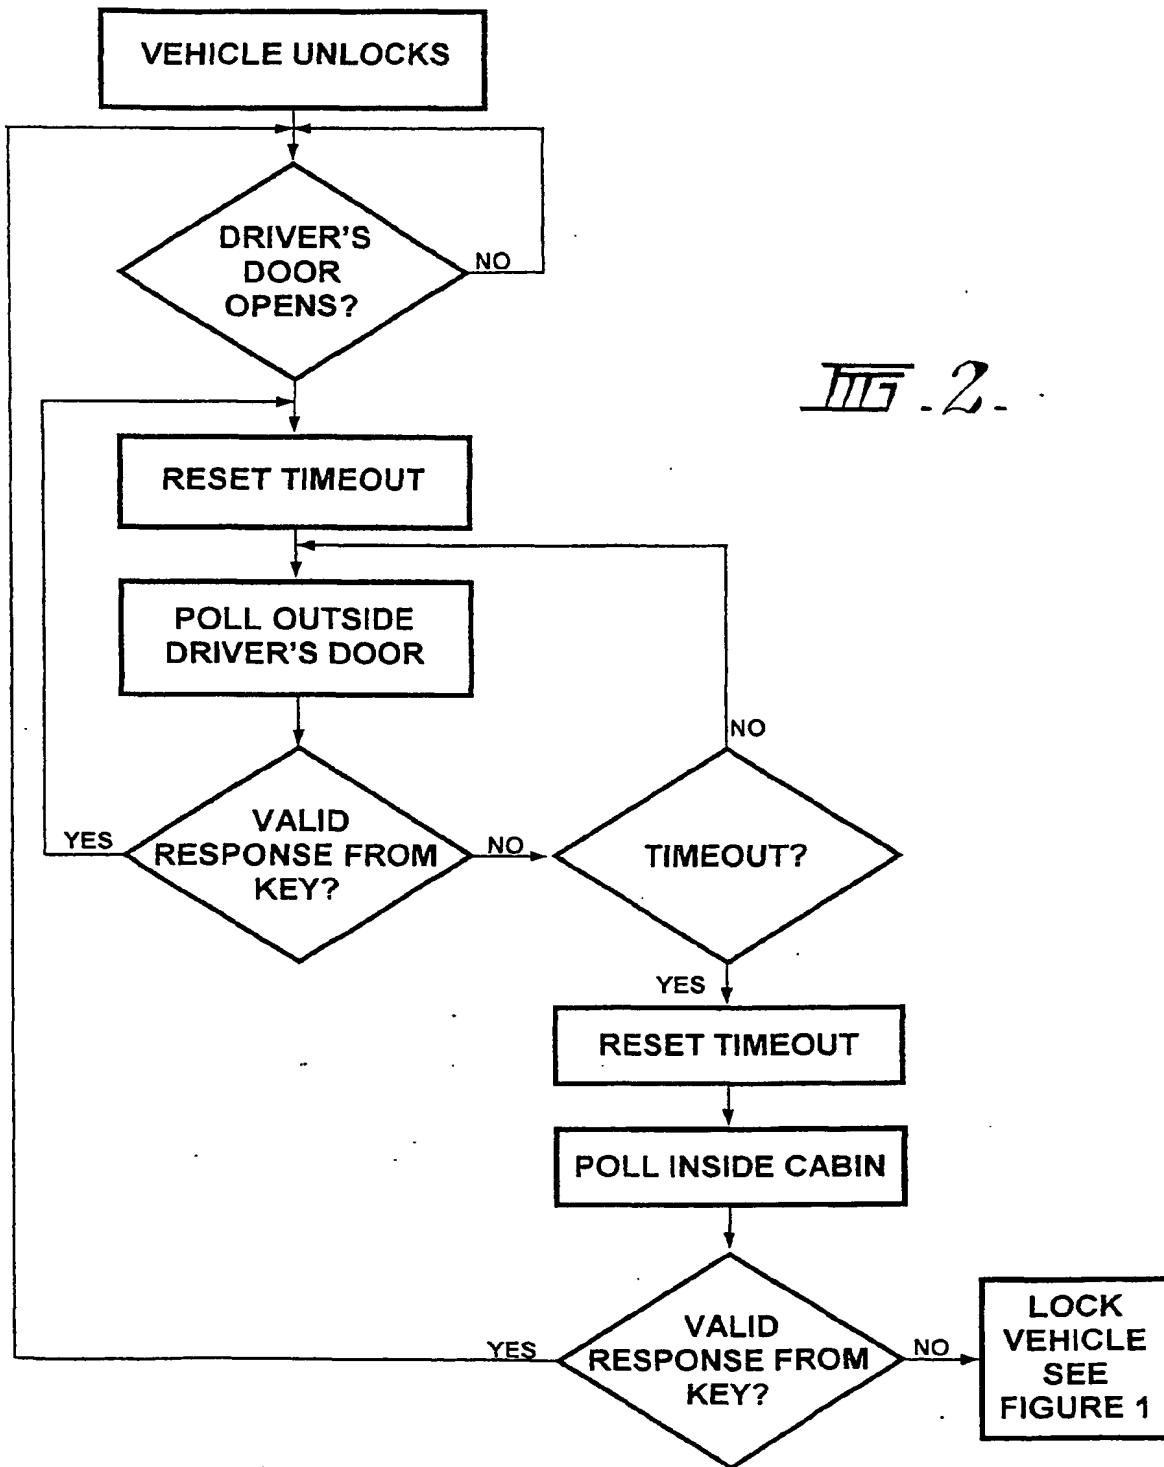 VEHICLE UNLOCKS
DRIVER'S
DOOR
OPENS?
NO
FIG. 2.
RESET TIMEOUT
POLL OUTSIDE
DRIVER'S DOOR
NO
VALID
RESPONSE FROM
KEY?
YES
NO
TIMEOUT?
YES
RESET TIMEOUT
POLL INSIDE CABIN
VALID
RESPONSE FROM
KEY?
YES
NO
LOCK
VEHICLE
SEE
FIGURE 1